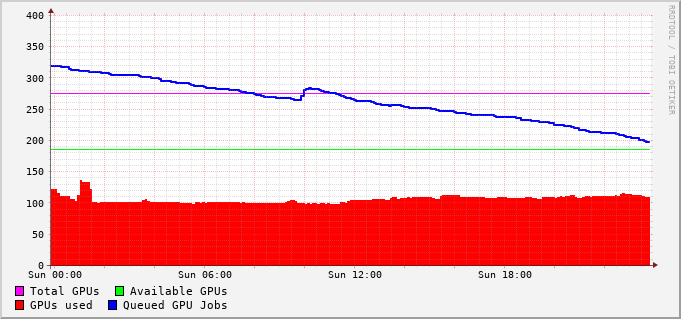 400
350
300
250
200
150
100
50
0
Sun 00:00 Sun 06:00 Sun 12:00 Sun 18:00
Total GPUs Available GPUs
GPUs used Queued GPU Jobs
RRDTOOL / TOBI OETIKER